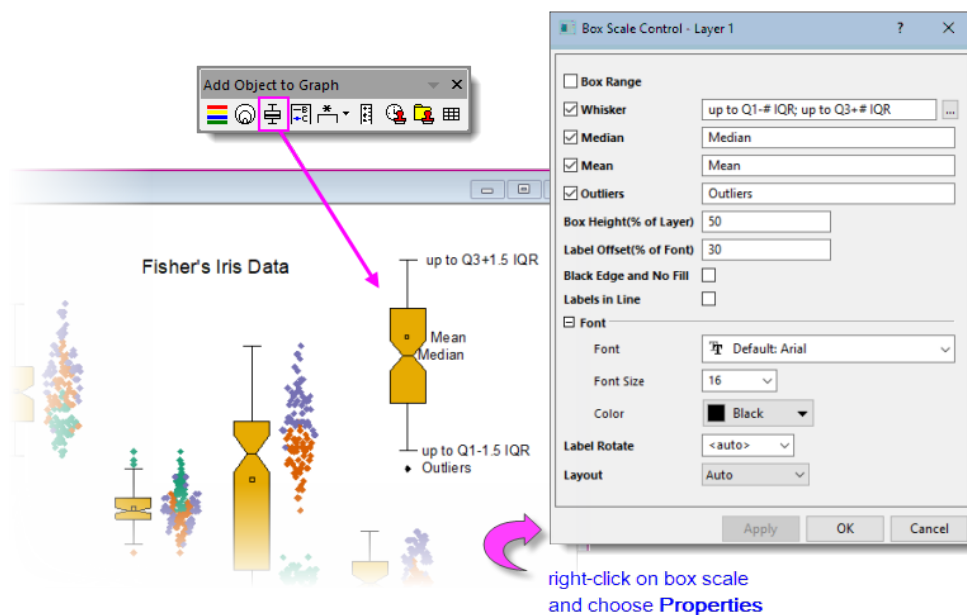 Add Object to Graph
Fisher's Iris Data
up to Q3+1.5 IQR
Mean
Median
up to Q1-1.5 IQR
Outliers
Box Scale Control - Layer 1
Box Range
Whisker up to Q1-# IQR; up to Q3+# IQR ...
Median Median
Mean Mean
Outliers Outliers
Box Height(% of Layer) 50
Label Offset(% of Font) 30
Black Edge and No Fill
Labels in Line
Font
Font Default: Arial
Font Size 16
Color Black
Label Rotate <auto>
Layout Auto
Apply OK Cancel
right-click on box scale
and choose Properties